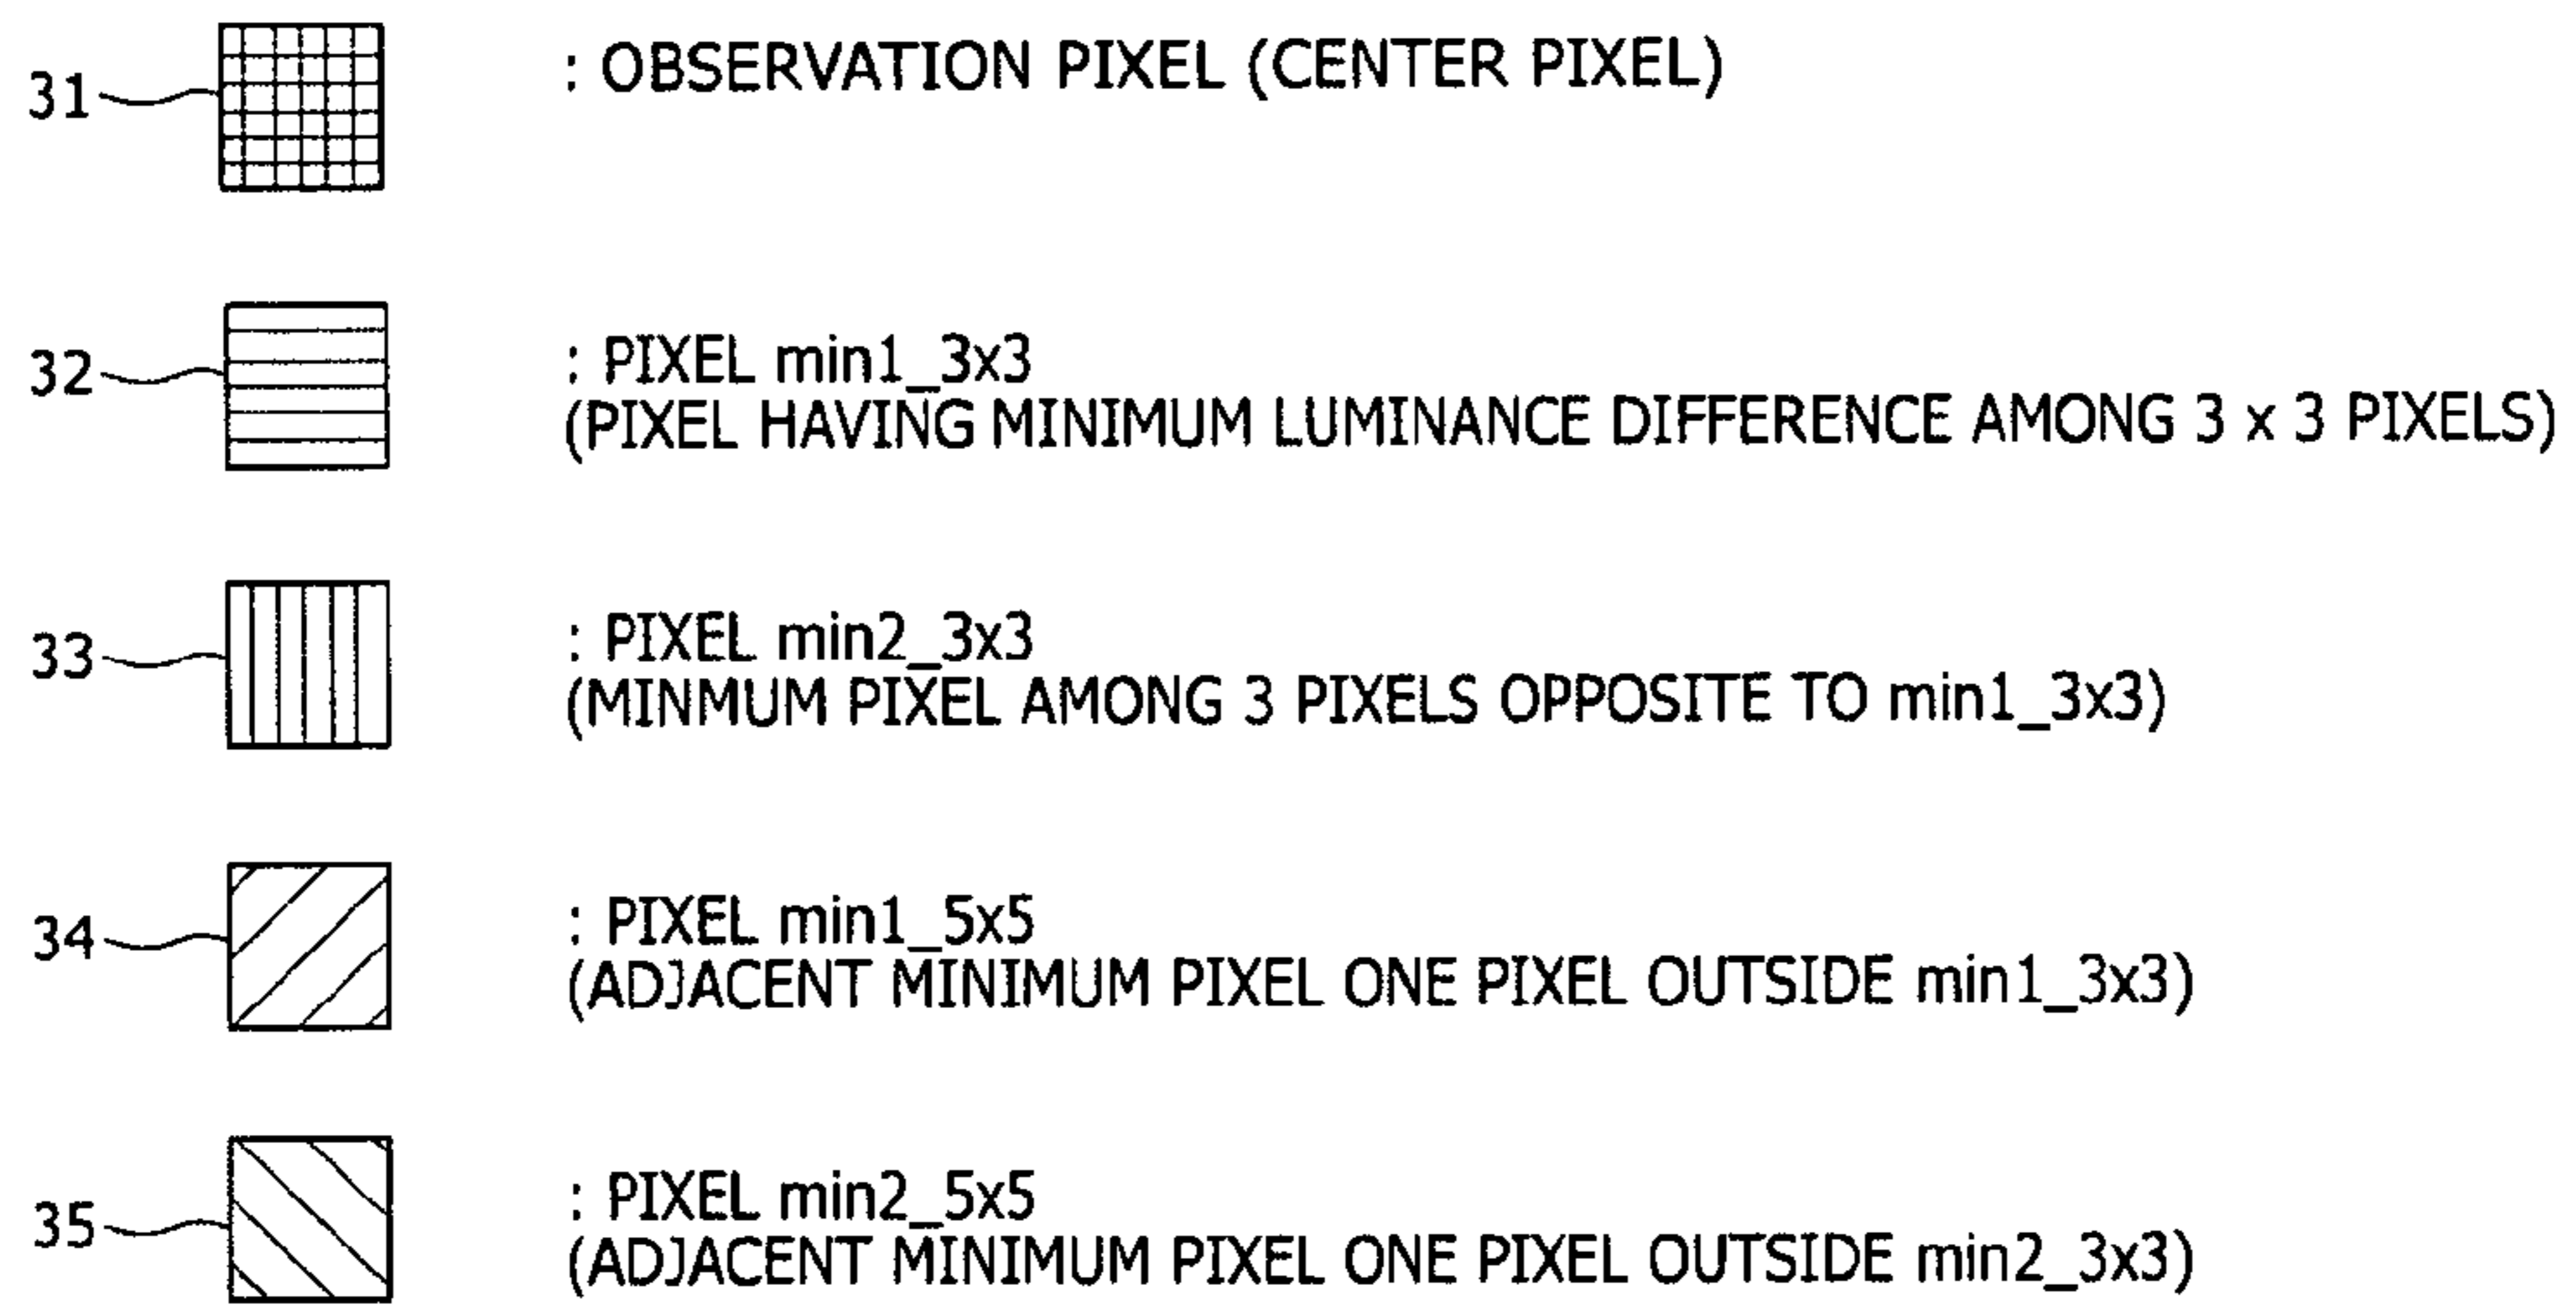 31 : OBSERVATION PIXEL (CENTER PIXEL)
32 : PIXEL min1_3x3
(PIXEL HAVING MINIMUM LUMINANCE DIFFERENCE AMONG 3 x 3 PIXELS)
33 : PIXEL min2_3x3
(MINMUM PIXEL AMONG 3 PIXELS OPPOSITE TO min1_3x3)
34 : PIXEL min1_5x5
(ADJACENT MINIMUM PIXEL ONE PIXEL OUTSIDE min1_3x3)
35 : PIXEL min2_5x5
(ADJACENT MINIMUM PIXEL ONE PIXEL OUTSIDE min2_3x3)